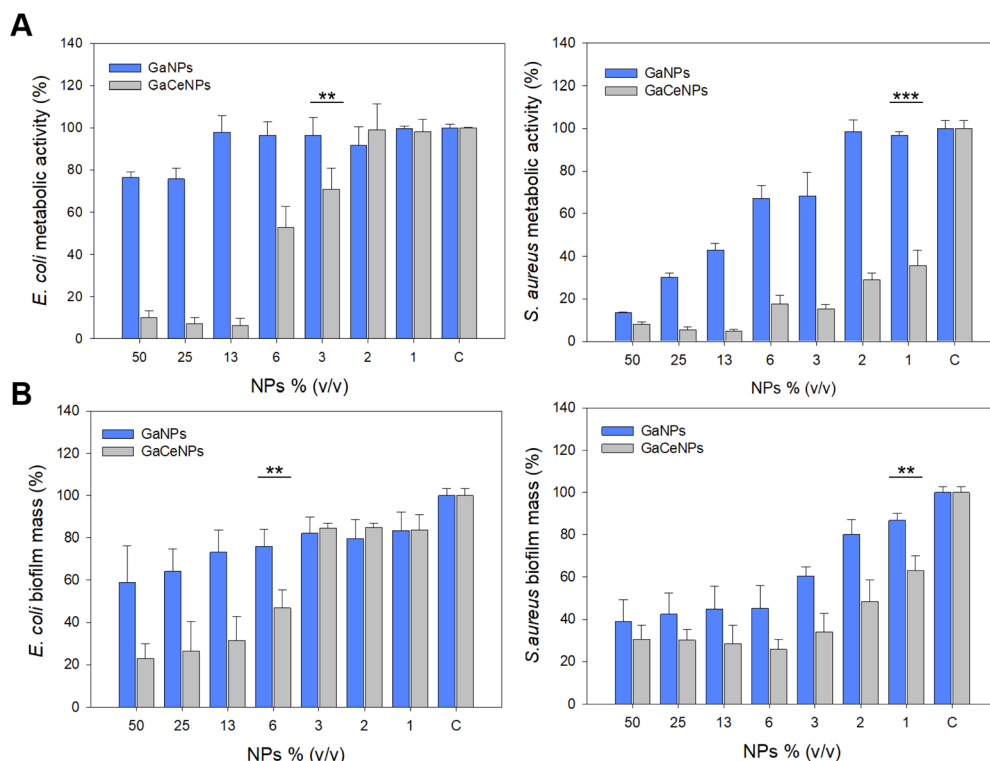 A
140
120
100
80
60
40
20
0
E. coli metabolic activity (%)
GaNPs
GaCeNPs
**
50 25 13 6 3 2 1 C
NPs % (v/v)
140
120
100
80
60
40
20
0
S. aureus metabolic activity (%)
GaNPs
GaCeNPs
***
50 25 13 6 3 2 1 C
NPs % (v/v)
B
140
120
100
80
60
40
20
0
E. coli biofilm mass (%)
GaNPs
GaCeNPs
**
50 25 13 6 3 2 1 C
NPs % (v/v)
140
120
100
80
60
40
20
0
S.aureus biofilm mass (%)
GaNPs
GaCeNPs
**
50 25 13 6 3 2 1 C
NPs % (v/v)